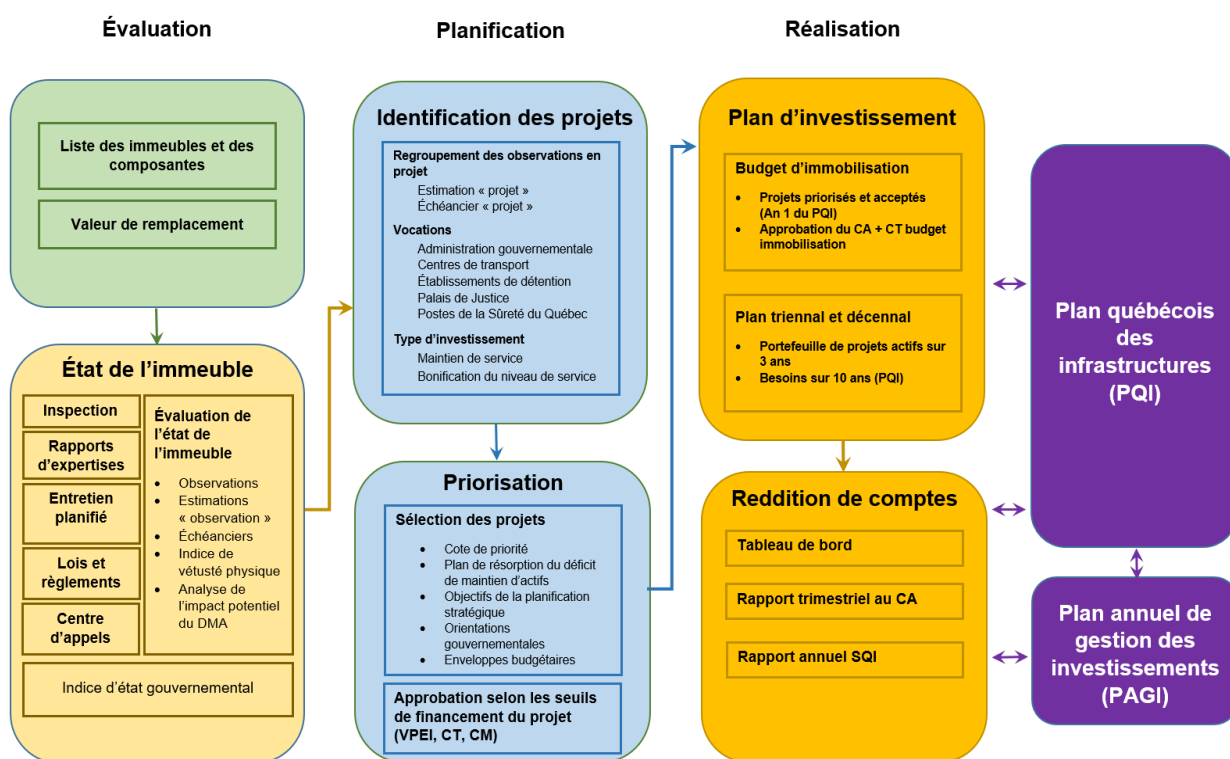 Évaluation
Planification
Réalisation
Liste des immeubles et des
composantes
Valeur de remplacement
État de l’immeuble
Inspection
Rapports
d’expertises
Entretien
planifié
Lois et
règlements
Centre
d’appels
Évaluation de
l’état de
l’immeuble
• Observations
• Estimations
« observation »
• Échéanciers
• Indice de
vétusté physique
• Analyse de
l’impact potentiel
du DMA
Indice d’état gouvernemental
Identification des projets
Regroupement des observations en
projet
Estimation « projet »
Échéancier « projet »
Vocations
Administration gouvernementale
Centres de transport
Établissements de détention
Palais de Justice
Postes de la Sûreté du Québec
Type d’investissement
Maintien de service
Bonification du niveau de service
Priorisation
Sélection des projets
• Cote de priorité
• Plan de résorption du déficit
de maintien d’actifs
• Objectifs de la planification
stratégique
• Orientations
gouvernementales
• Enveloppes budgétaires
Approbation selon les seuils
de financement du projet
(VPEI, CT, CM)
Plan d’investissement
Budget d’immobilisation
• Projets priorisés et acceptés
(An 1 du PQI)
• Approbation du CA + CT budget
immobilisation
Plan triennal et décennal
• Portefeuille de projets actifs sur
3 ans
• Besoins sur 10 ans (PQI)
Reddition de comptes
Tableau de bord
Rapport trimestriel au CA
Rapport annuel SQI
Plan québécois
des
infrastructures
(PQI)
Plan annuel de
gestion des
investissements
(PAGI)